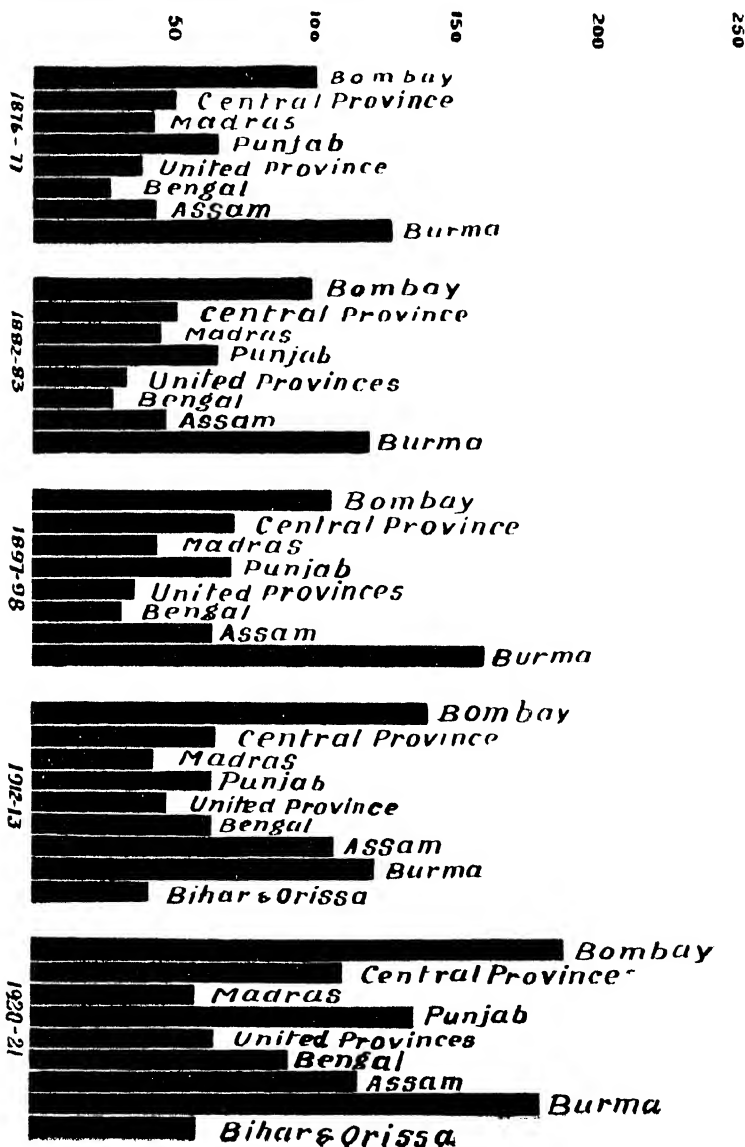 50
100
150
200
250
1876-77
Bombay
Central Province
Madras
Punjab
United Province
Bengal
Assam
Burma
1882-83
Bombay
Central Province
Madras
Punjab
United Provinces
Bengal
Assam
Burma
1897-98
Bombay
Central Province
Madras
Punjab
United Provinces
Bengal
Assam
Burma
1912-13
Bombay
Central Province
Madras
Punjab
United Province
Bengal
Assam
Burma
Bihar & Orissa
1920-21
Bombay
Central Provinces
Madras
Punjab
United Provinces
Bengal
Assam
Burma
Bihar & Orissa